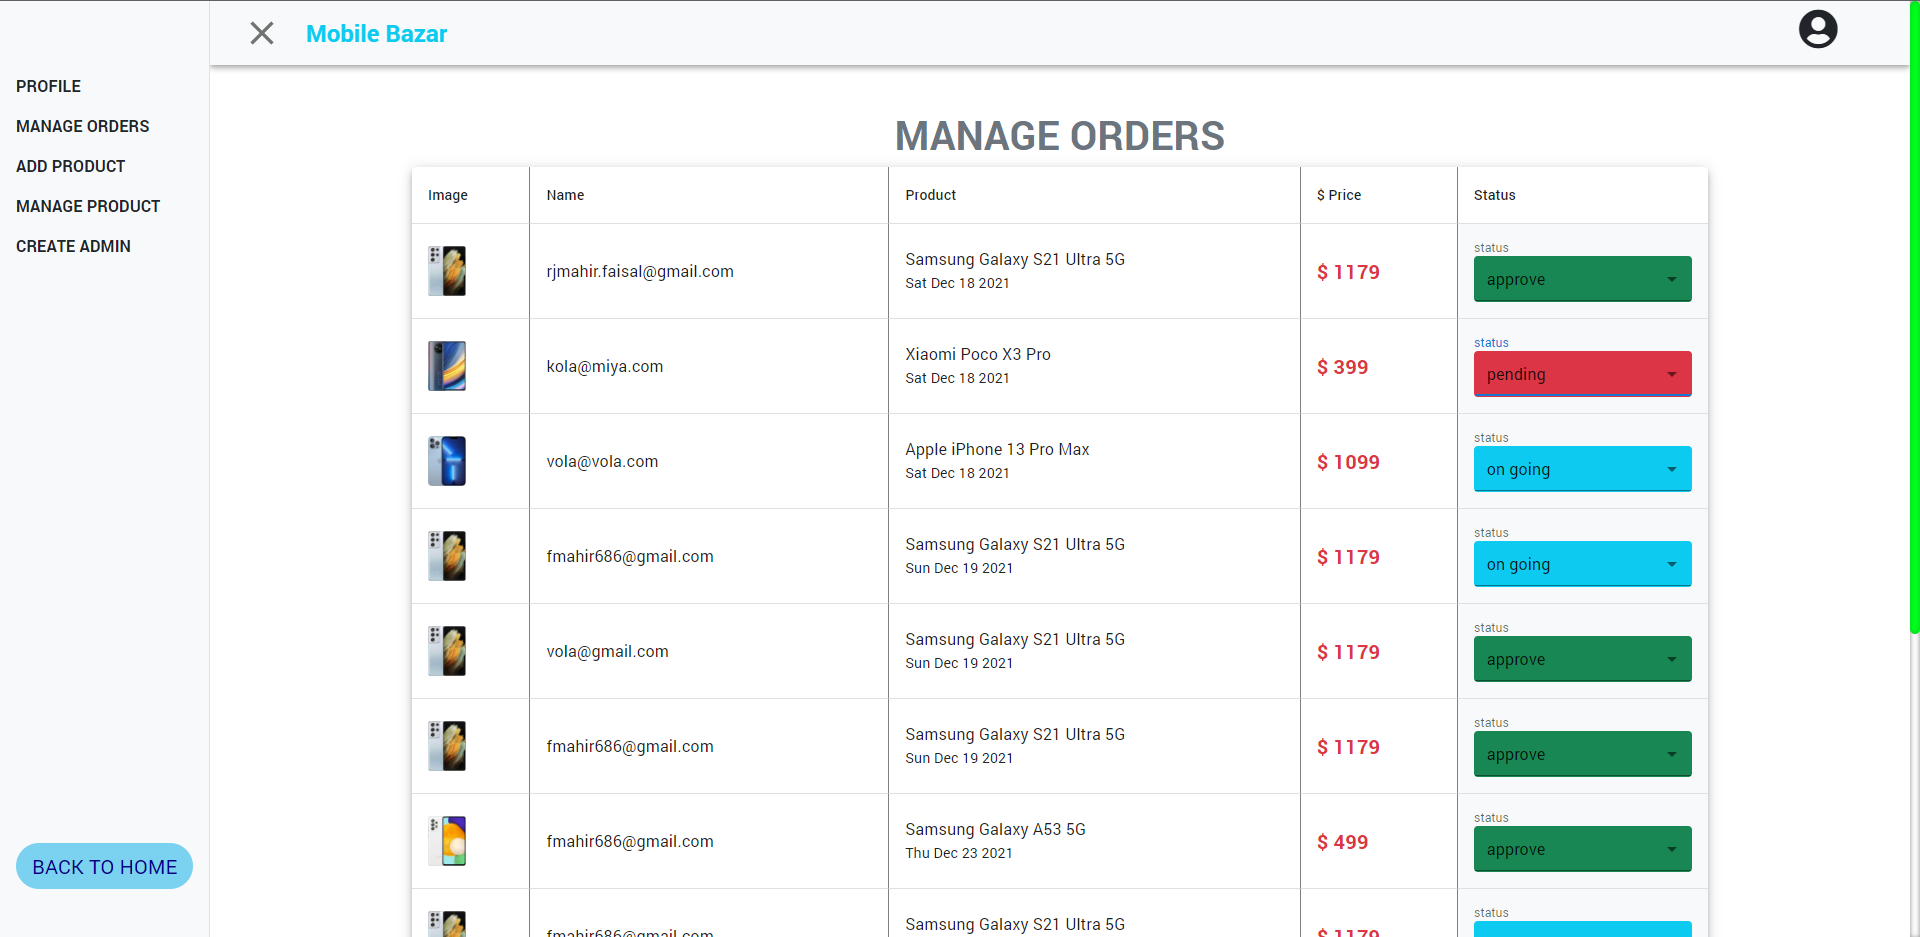 Mobile Bazar
PROFILE
MANAGE ORDERS
ADD PRODUCT
MANAGE PRODUCT
CREATE ADMIN
BACK TO HOME
MANAGE ORDERS
Image Name Product $ Price Status
rjmahir.faisal@gmail.com
Samsung Galaxy S21 Ultra 5G
Sat Dec 18 2021
$ 1179
status
approve
kola@miya.com
Xiaomi Poco X3 Pro
Sat Dec 18 2021
$ 399
status
pending
vola@vola.com
Apple iPhone 13 Pro Max
Sat Dec 18 2021
$ 1099
status
on going
fmahir686@gmail.com
Samsung Galaxy S21 Ultra 5G
Sun Dec 19 2021
$ 1179
status
on going
vola@gmail.com
Samsung Galaxy S21 Ultra 5G
Sun Dec 19 2021
$ 1179
status
approve
fmahir686@gmail.com
Samsung Galaxy S21 Ultra 5G
Sun Dec 19 2021
$ 1179
status
approve
fmahir686@gmail.com
Samsung Galaxy A53 5G
Thu Dec 23 2021
$ 499
status
approve
fmahir686@gmail.com
Samsung Galaxy S21 Ultra 5G
$ 1179
status